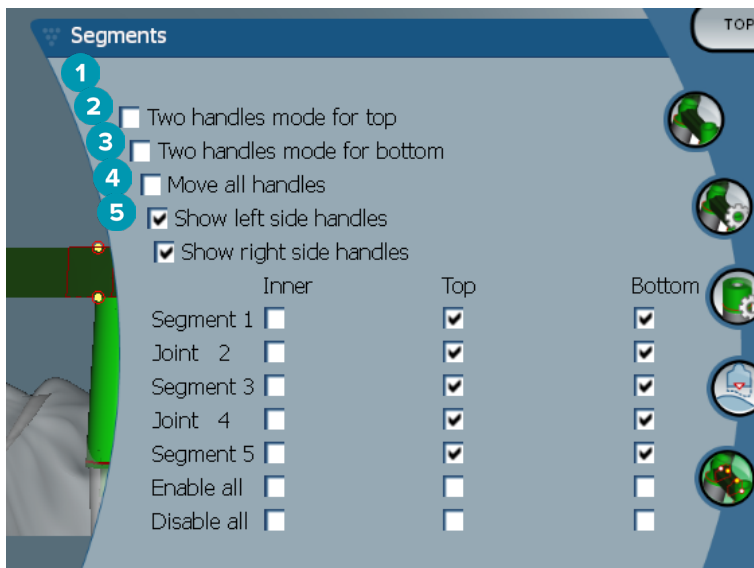 TOP
Segments
1
2
Two handles mode for top
3
Two handles mode for bottom
4
Move all handles
5
Show left side handles
Show right side handles
Inner Top Bottom
Segment 1
Joint 2
Segment 3
Joint 4
Segment 5
Enable all
Disable all